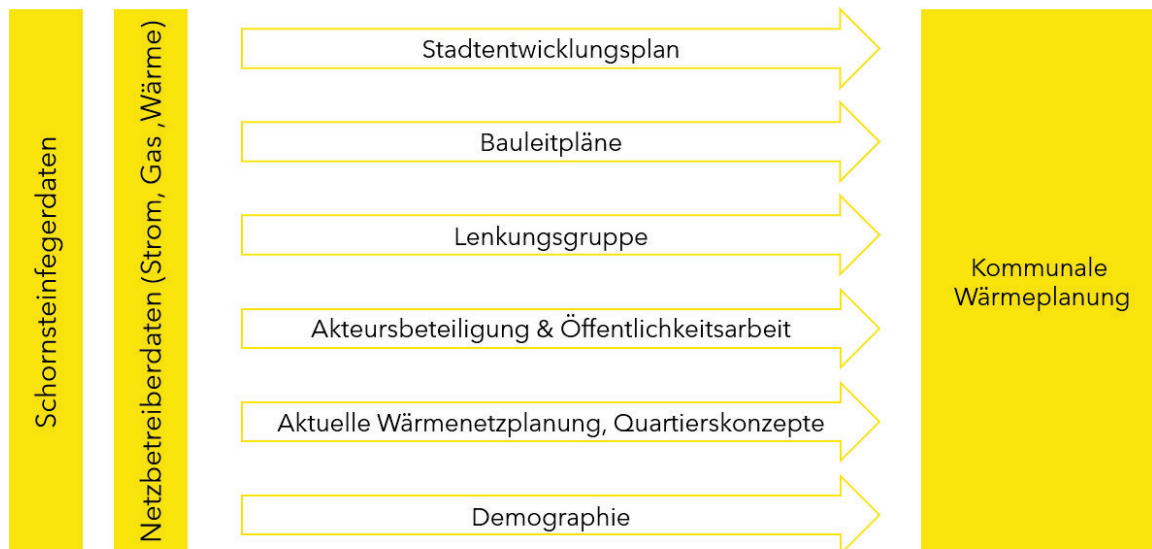 Schornsteinfegerdaten
Netzbetreiberdaten (Strom, Gas ,Wärme)
Stadtentwicklungsplan
Bauleitpläne
Lenkungsgruppe
Akteursbeteiligung & Öffentlichkeitsarbeit
Aktuelle Wärmenetzplanung, Quartierskonzepte
Demographie
Kommunale
Wärmeplanung